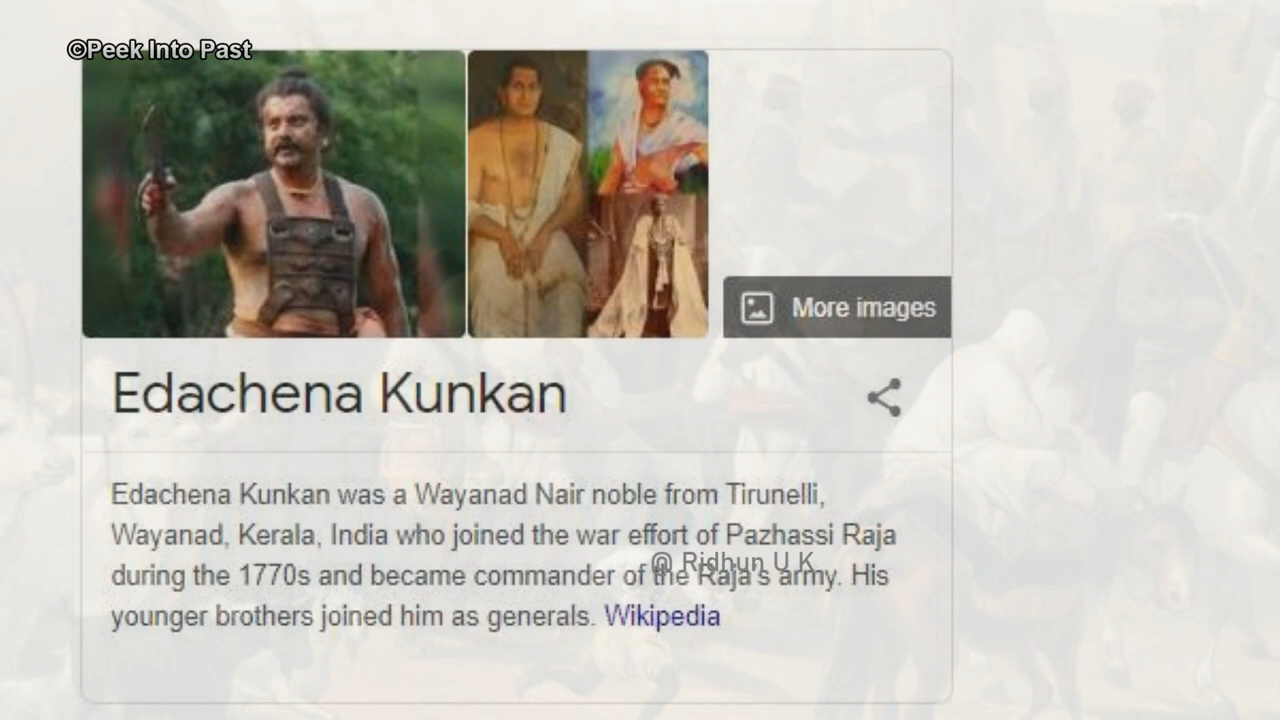 ©Peek Into Past
More images
Edachena Kunkan
Edachena Kunkan was a Wayanad Nair noble from Tirunelli,
Wayanad, Kerala, India who joined the war effort of Pazhassi Raja
@ Ridhun U K
during the 1770s and became commander of the Raja's army. His
younger brothers joined him as generals. Wikipedia